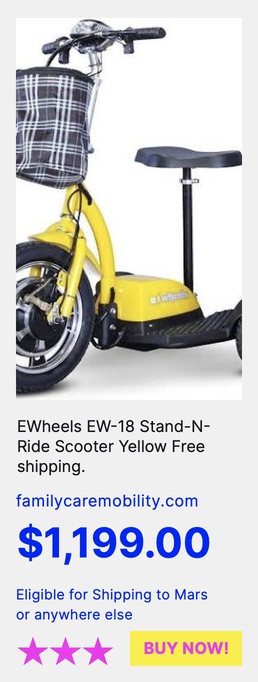 EWheels
EWheels EW-18 Stand-N-
Ride Scooter Yellow Free
shipping.
familycaremobility.com
$1,199.00
Eligible for Shipping to Mars
or anywhere else
BUY NOW!